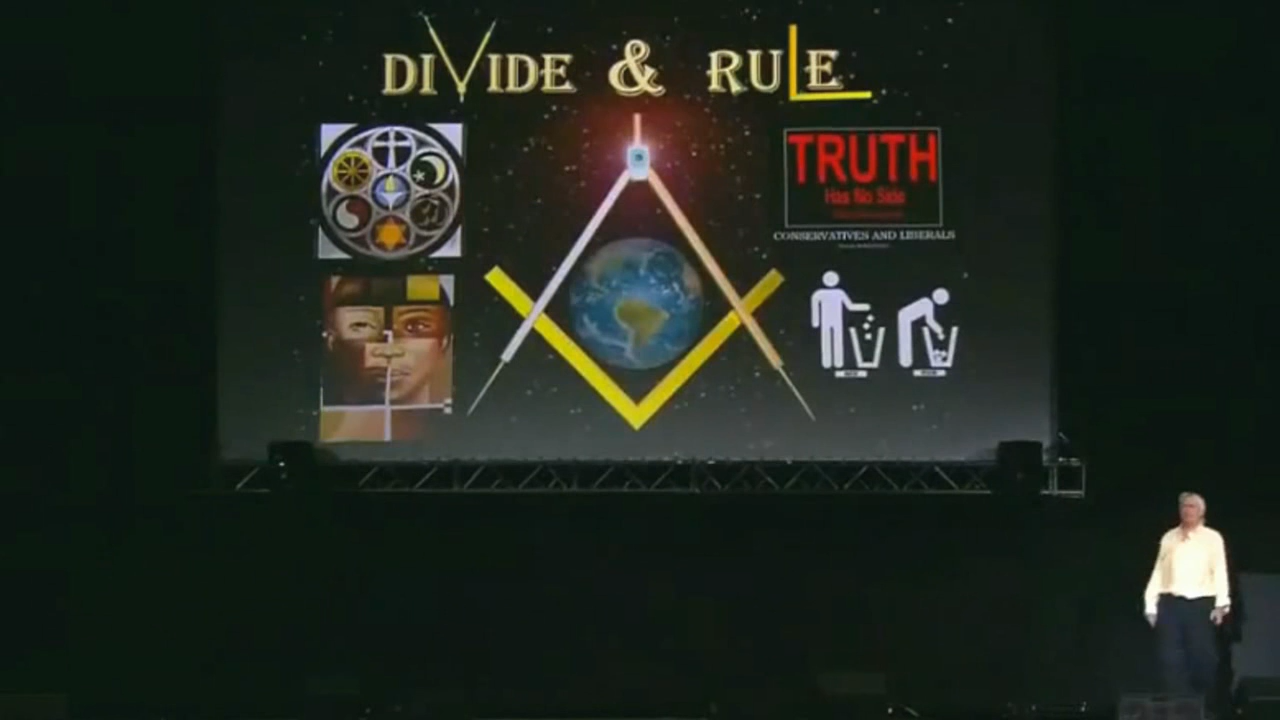 DIVIDE & RULE
TRUTH
Has No Side
CONSERVATIVES AND LIBERALS